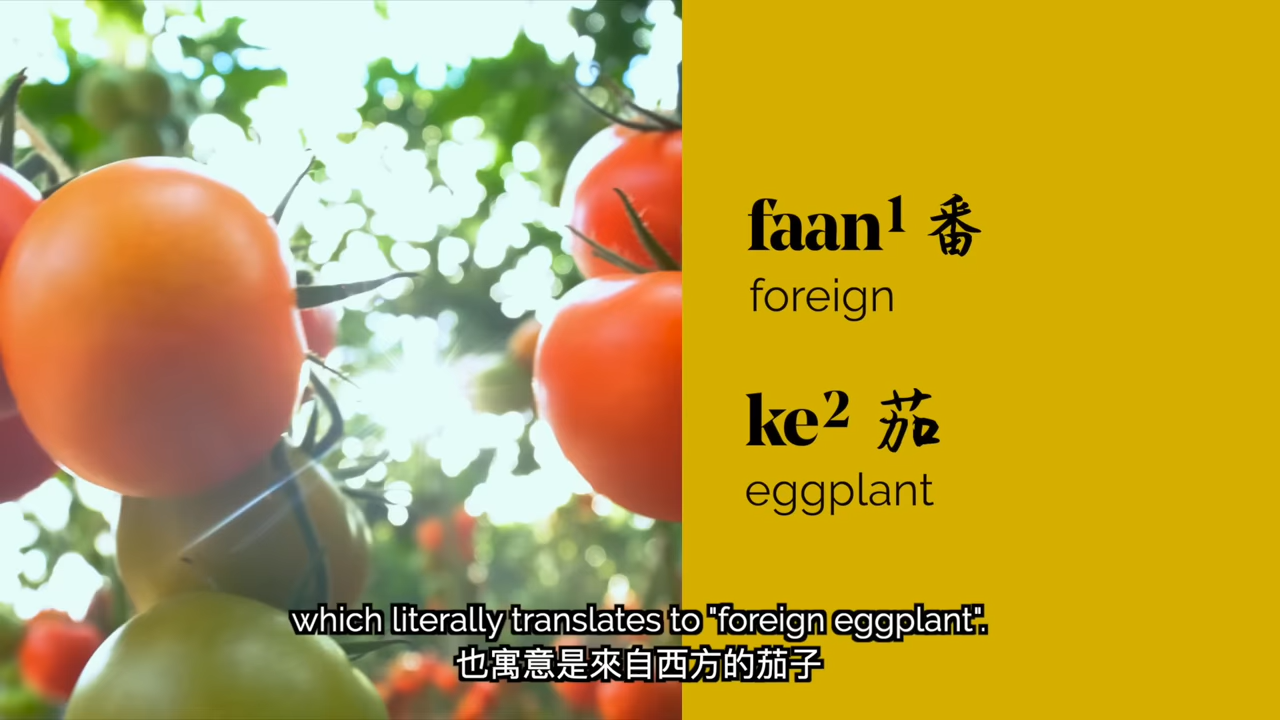 faan¹ 番
foreign
ke² 茄
eggplant
which literally translates to "foreign eggplant".
也寓意是來自西方的茄子